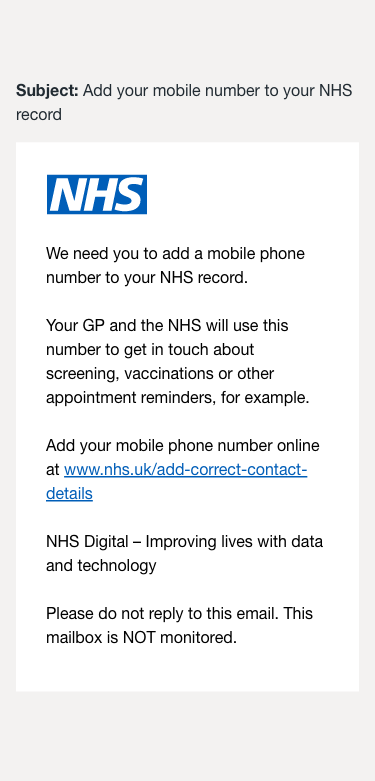 Subject: Add your mobile number to your NHS
record
NHS
We need you to add a mobile phone
number to your NHS record.
Your GP and the NHS will use this
number to get in touch about
screening, vaccinations or other
appointment reminders, for example.
Add your mobile phone number online
at www.nhs.uk/add-correct-contact-
details
NHS Digital – Improving lives with data
and technology
Please do not reply to this email. This
mailbox is NOT monitored.